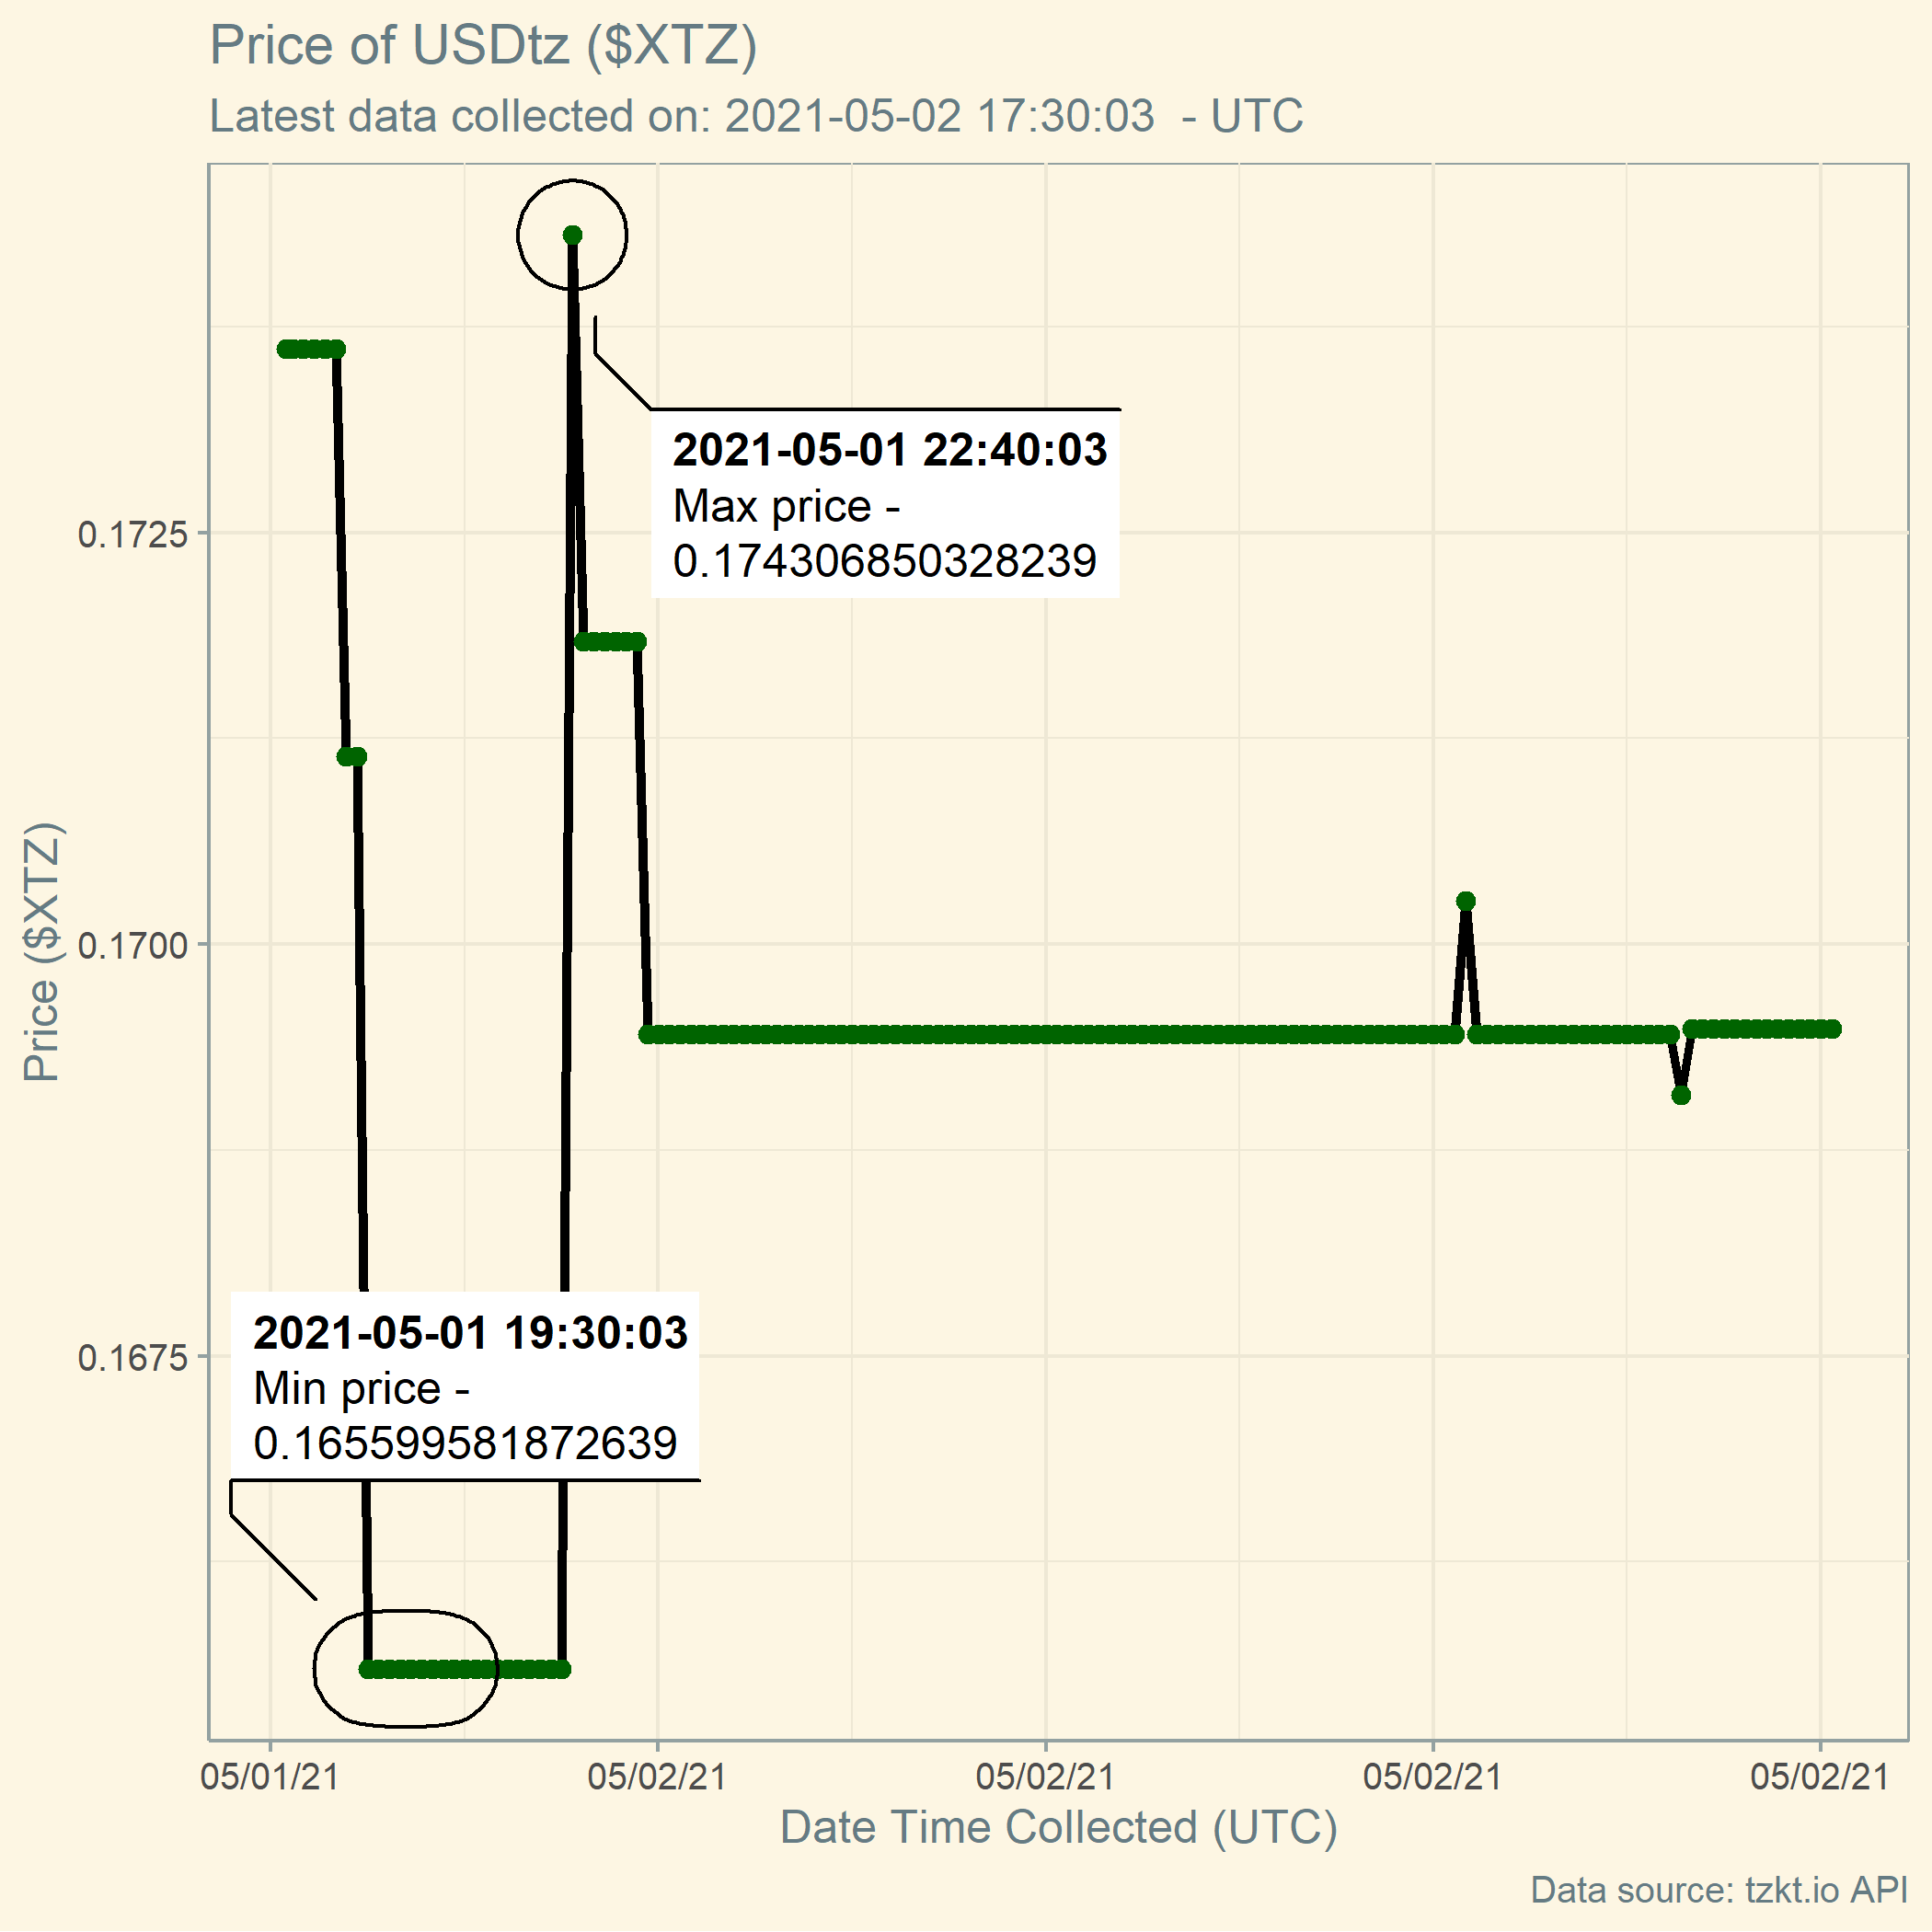 Price of USDtz ($XTZ)
Latest data collected on: 2021-05-02 17:30:03  - UTC
2021-05-01 22:40:03
Max price -
0.174306850328239
0.1725
0.1700
0.1675
Price ($XTZ)
2021-05-01 19:30:03
Min price -
0.165599581872639
05/01/21 05/02/21 05/02/21 05/02/21 05/02/21
Date Time Collected (UTC)
Data source: tzkt.io API